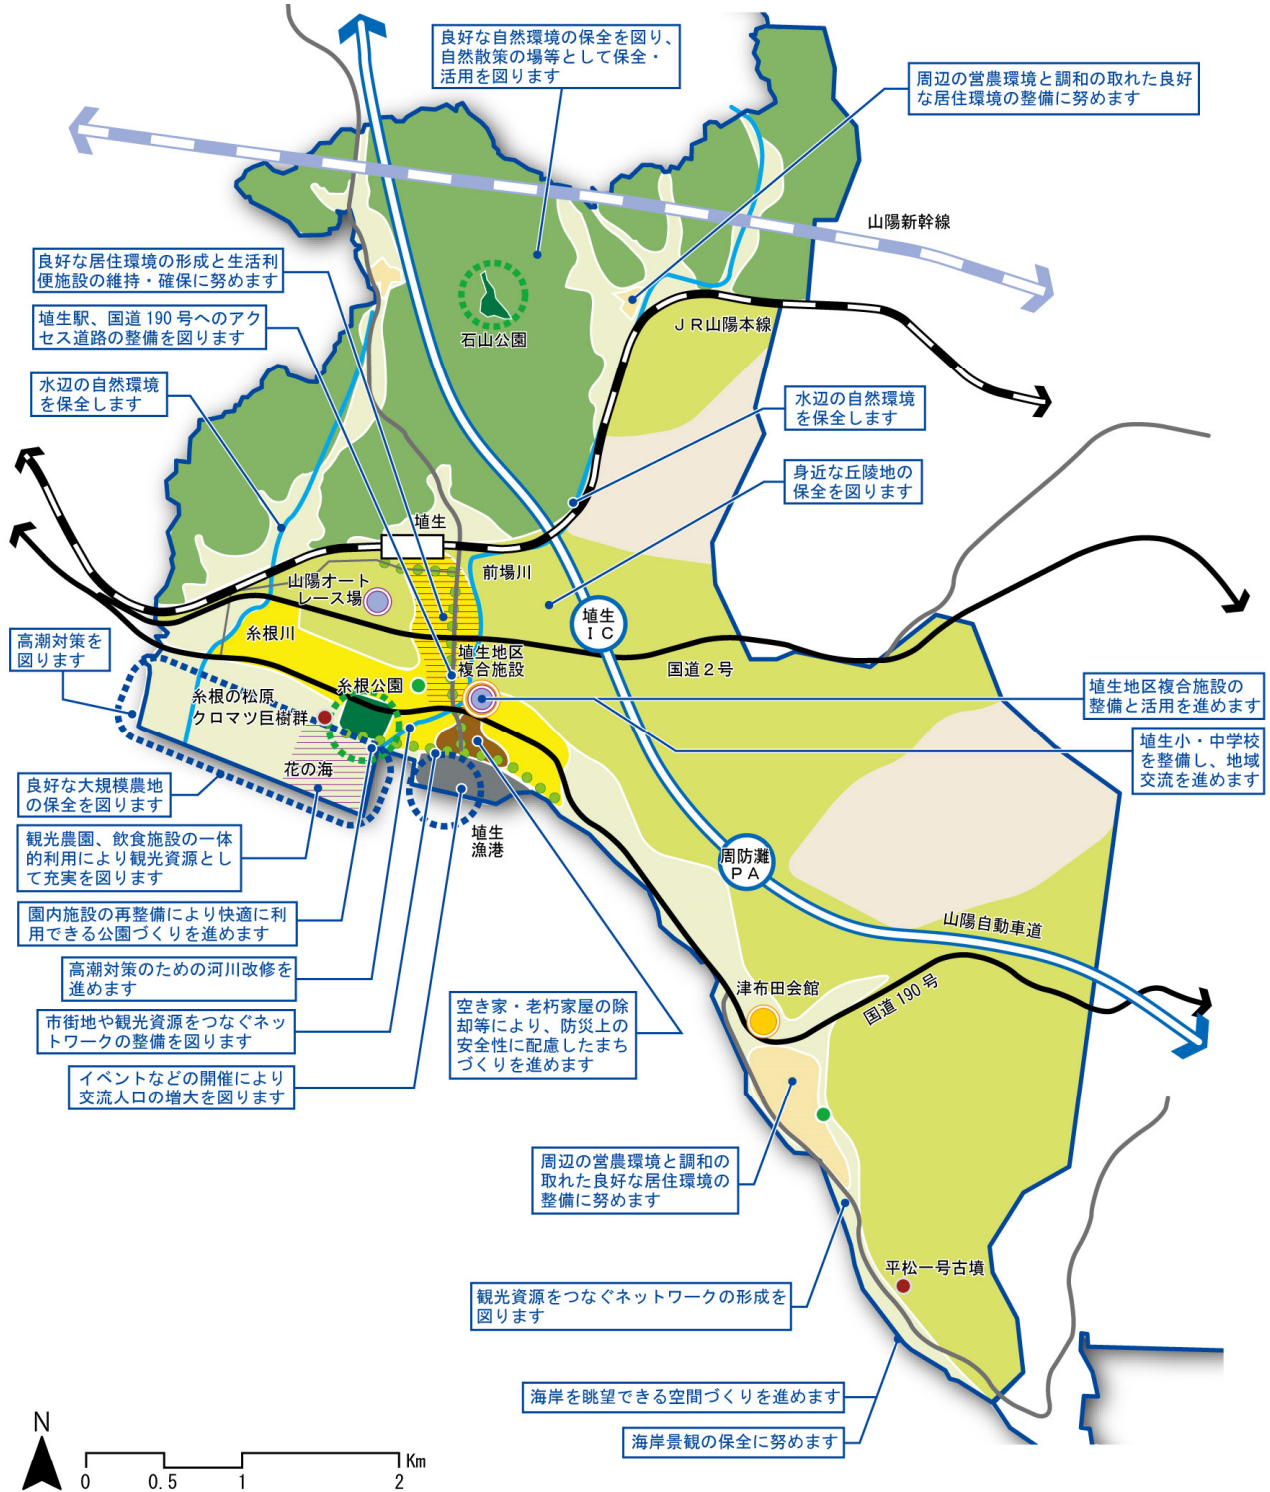 良好な自然環境の保全を図り、
自然散策の場等として保全・
活用を図ります
周辺の営農環境と調和の取れた良好
な居住環境の整備に努めます
山陽新幹線
良好な居住環境の形成と生活利
便施設の維持・確保に努めます
埴生駅、国道190号へのアク
セス道路の整備を図ります
石山公園
JR山陽本線
水辺の自然環境
を保全します
水辺の自然環境
を保全します
身近な丘陵地の
保全を図ります
埴生
前場川
山陽オート
レース場
埴生
IC
糸根川
高潮対策を
図ります
埴生地区
複合施設
国道2号
糸根公園
糸根の松原
クロマツ巨樹群
埴生地区複合施設の
整備と活用を進めます
埴生小・中学校
を整備し、地域
交流を進めます
花の海
良好な大規模農地
の保全を図ります
埴生
漁港
観光農園、飲食施設の一体
的利用により観光資源とし
て充実を図ります
周防灘
PA
園内施設の再整備により快適に利
用できる公園づくりを進めます
山陽自動車道
高潮対策のための河川改修を
進めます
津布田会館
国道190号
市街地や観光資源をつなぐネッ
トワークの整備を図ります
空き家・老朽家屋の除
却等により、防災上の
安全性に配慮したまち
づくりを進めます
イベントなどの開催により
交流人口の増大を図ります
周辺の営農環境と調和の
取れた良好な居住環境の
整備に努めます
平松一号古墳
観光資源をつなぐネットワークの形成を
図ります
海岸を眺望できる空間づくりを進めます
海岸景観の保全に努めます
N
0 0.5 1 2 Km